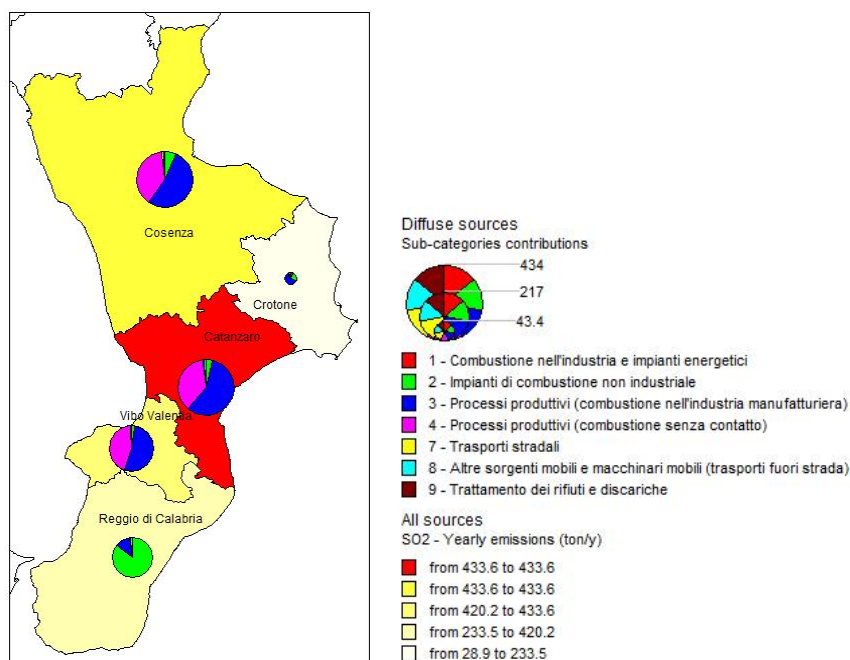 Cosenza
Crotone
Catanzaro
Vibo Valentia
Reggio di Calabria
Diffuse sources
Sub-categories contributions
434
217
43.4
1 - Combustione nell'industria e impianti energetici
2 - Impianti di combustione non industriale
3 - Processi produttivi (combustione nell'industria manufatturiera)
4 - Processi produttivi (combustione senza contatto)
7 - Trasporti stradali
8 - Altre sorgenti mobili e macchinari mobili (trasporti fuori strada)
9 - Trattamento dei rifiuti e discariche
All sources
SO2 - Yearly emissions (ton/y)
from 433.6 to 433.6
from 433.6 to 433.6
from 420.2 to 433.6
from 233.5 to 420.2
from 28.9 to 233.5